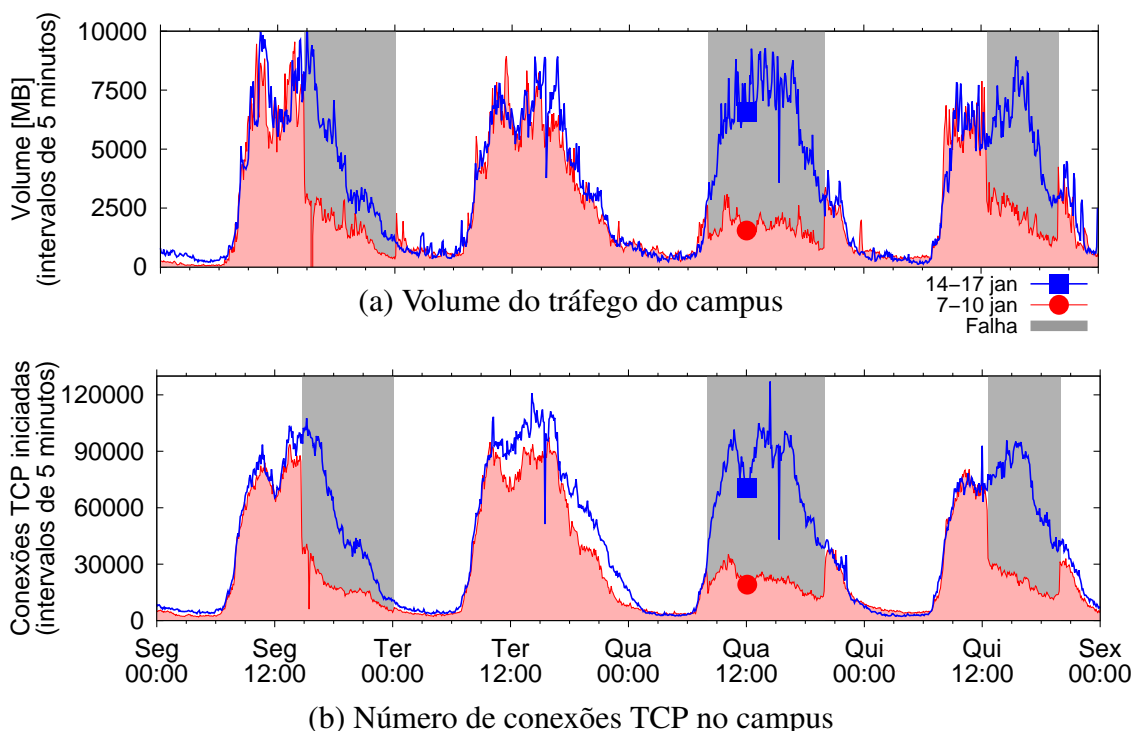 Volume [MB]
(intervalos de 5 minutos)
10000
7500
5000
2500
0
(a) Volume do tráfego do campus
14−17 jan
7−10 jan
Falha
Conexões TCP iniciadas
(intervalos de 5 minutos)
120000
90000
60000
30000
0
Seg Seg Ter Ter Qua Qua Qui Qui Sex
00:00 12:00 00:00 12:00 00:00 12:00 00:00 12:00 00:00
(b) Número de conexões TCP no campus